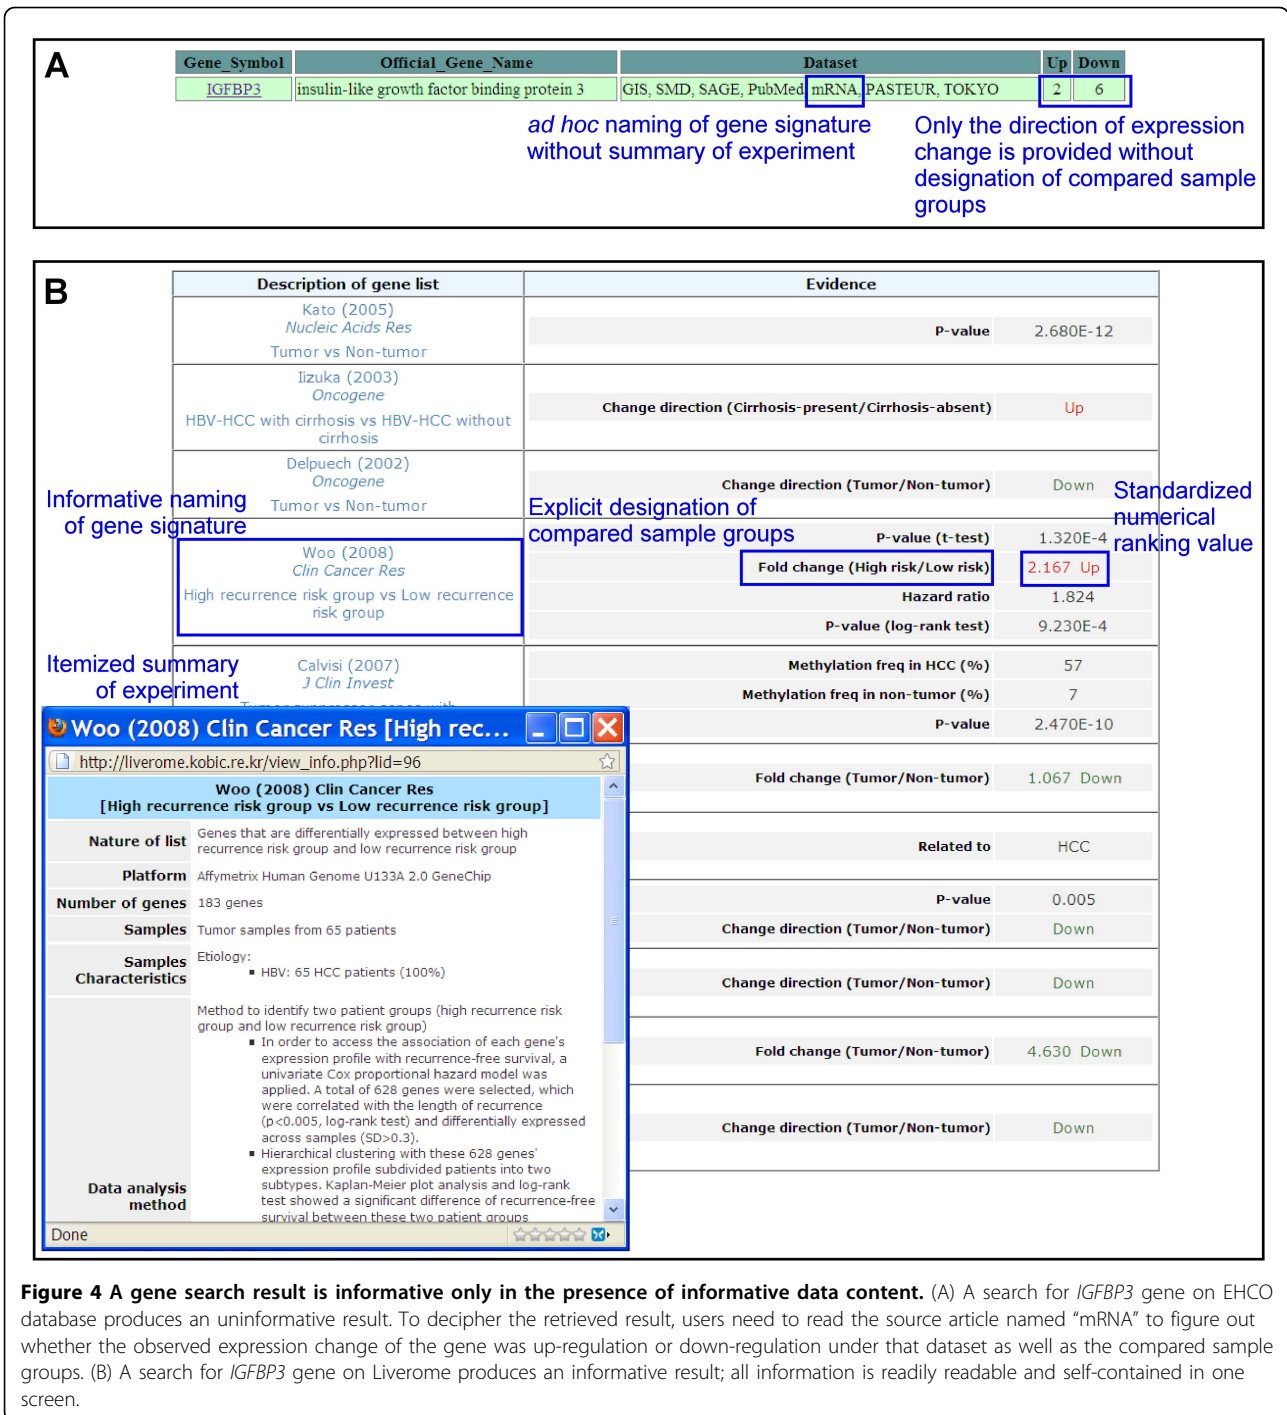 A
Gene_Symbol Official_Gene_Name Dataset Up Down
IGFBP3 insulin-like growth factor binding protein 3 GIS, SMD, SAGE, PubMed, mRNA, PASTEUR, TOKYO 2 6
ad hoc naming of gene signature
without summary of experiment
Only the direction of expression
change is provided without
designation of compared sample
groups
B
Description of gene list Evidence
Kato (2005)
Nucleic Acids Res
Tumor vs Non-tumor
P-value 2.680E-12
Iizuka (2003)
Oncogene
HBV-HCC with cirrhosis vs HBV-HCC without
cirrhosis
Change direction (Cirrhosis-present/Cirrhosis-absent) Up
Delpuech (2002)
Oncogene
Tumor vs Non-tumor
Change direction (Tumor/Non-tumor) Down
Informative naming
of gene signature
Explicit designation of
compared sample groups
Standardized
numerical
ranking value
Woo (2008)
Clin Cancer Res
High recurrence risk group vs Low recurrence
risk group
P-value (t-test) 1.320E-4
Fold change (High risk/Low risk) 2.167 Up
Hazard ratio 1.824
P-value (log-rank test) 9.230E-4
Itemized summary
of experiment
Calvisi (2007)
J Clin Invest
Tumor suppressor genes with
Methylation freq in HCC (%) 57
Methylation freq in non-tumor (%) 7
P-value 2.470E-10
Fold change (Tumor/Non-tumor) 1.067 Down
Related to HCC
P-value 0.005
Change direction (Tumor/Non-tumor) Down
Change direction (Tumor/Non-tumor) Down
Fold change (Tumor/Non-tumor) 4.630 Down
Change direction (Tumor/Non-tumor) Down
Woo (2008) Clin Cancer Res [High rec...
http://liverome.kobic.re.kr/view_info.php?lid=96
Woo (2008) Clin Cancer Res
[High recurrence risk group vs Low recurrence risk group]
Nature of list Genes that are differentially expressed between high
recurrence risk group and low recurrence risk group
Platform Affymetrix Human Genome U133A 2.0 GeneChip
Number of genes 183 genes
Samples Tumor samples from 65 patients
Samples
Characteristics
Etiology:
▪ HBV: 65 HCC patients (100%)
Data analysis
method
Method to identify two patient groups (high recurrence risk
group and low recurrence risk group)
▪ In order to access the association of each gene's
expression profile with recurrence-free survival, a
univariate Cox proportional hazard model was
applied. A total of 628 genes were selected, which
were correlated with the length of recurrence
(p<0.005, log-rank test) and differentially expressed
across samples (SD>0.3).
▪ Hierarchical clustering with these 628 genes'
expression profile subdivided patients into two
subtypes. Kaplan-Meier plot analysis and log-rank
test showed a significant difference of recurrence-free
survival between these two patient groups
Done
Figure 4 A gene search result is informative only in the presence of informative data content. (A) A search for IGFBP3 gene on EHCO
database produces an uninformative result. To decipher the retrieved result, users need to read the source article named “mRNA” to figure out
whether the observed expression change of the gene was up-regulation or down-regulation under that dataset as well as the compared sample
groups. (B) A search for IGFBP3 gene on Liverome produces an informative result; all information is readily readable and self-contained in one
screen.